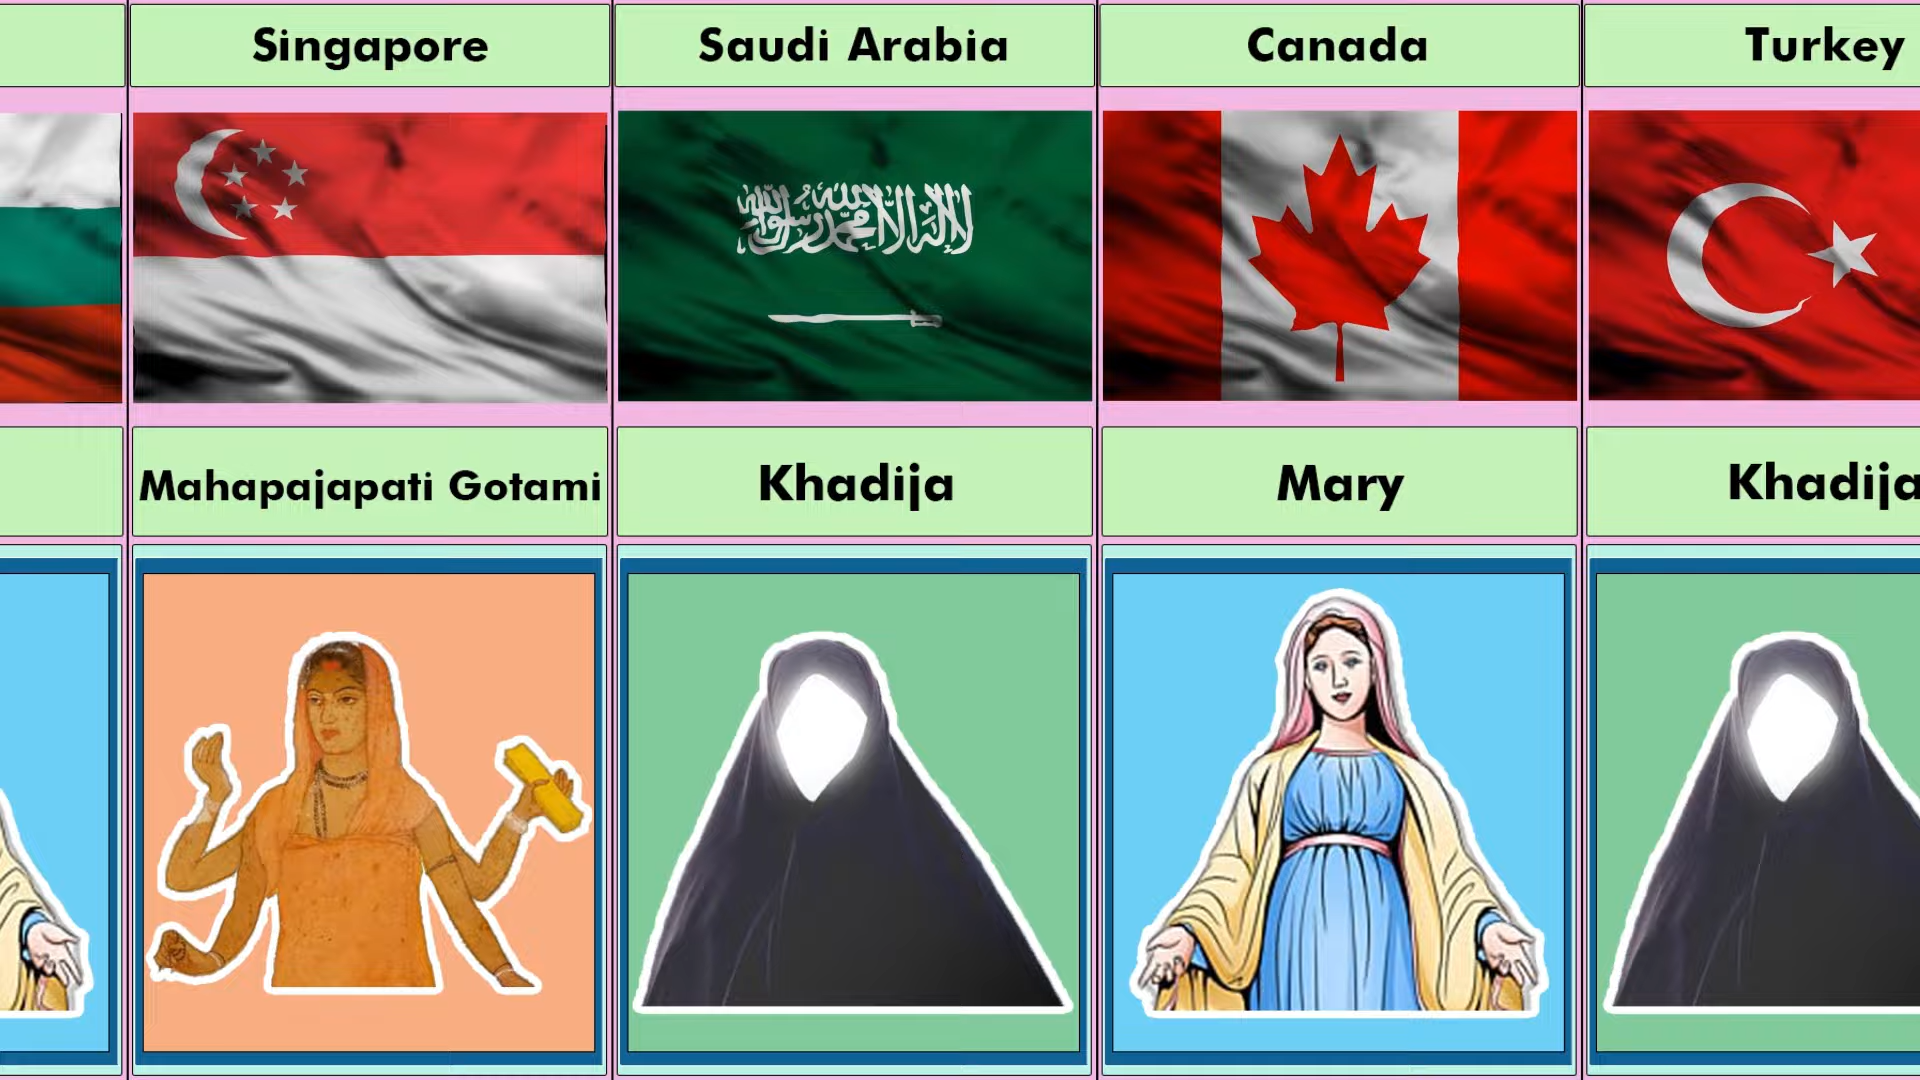 Singapore
Saudi Arabia
Canada
Turkey
لا إله إلا الله محمد رسول الله
Mahapajapati Gotami
Khadija
Mary
Khadija